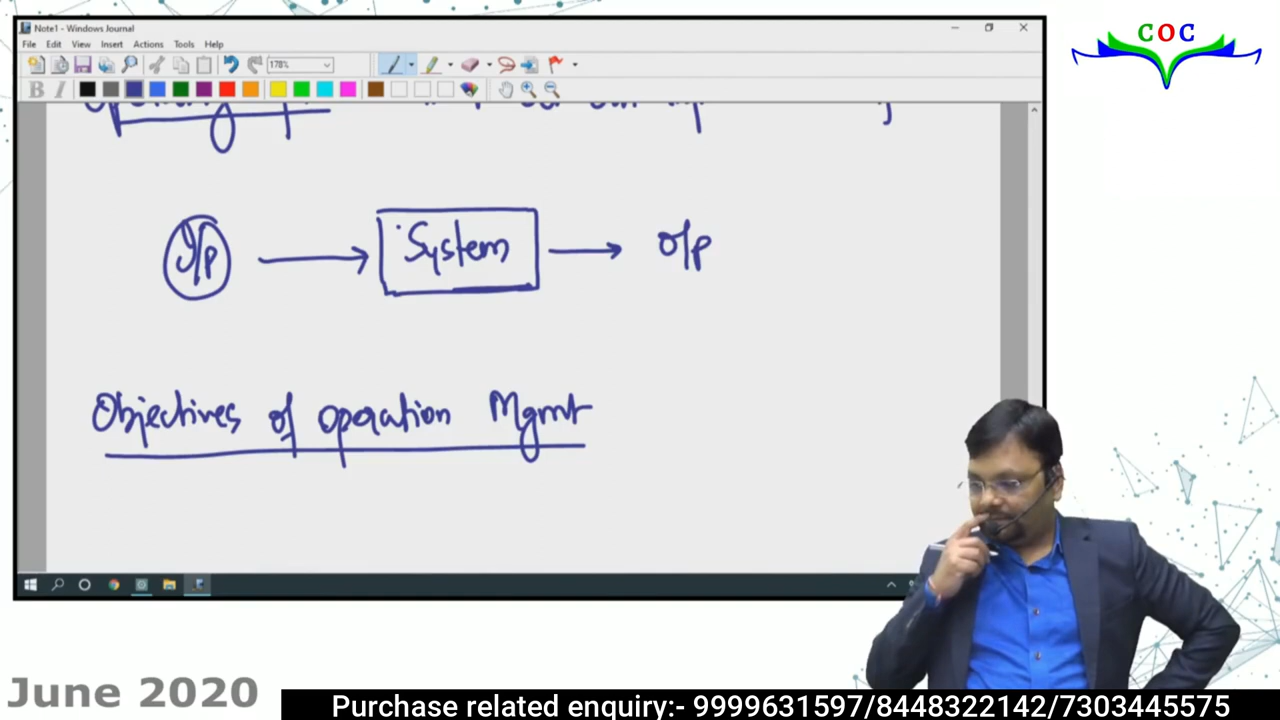 Note1 - Windows Journal
COC
File Edit View Insert Actions Tools Help
178%
B I
I/p System O/p
Objectives of operation Mgmt
June 2020
Purchase related enquiry:- 9999631597/8448322142/7303445575